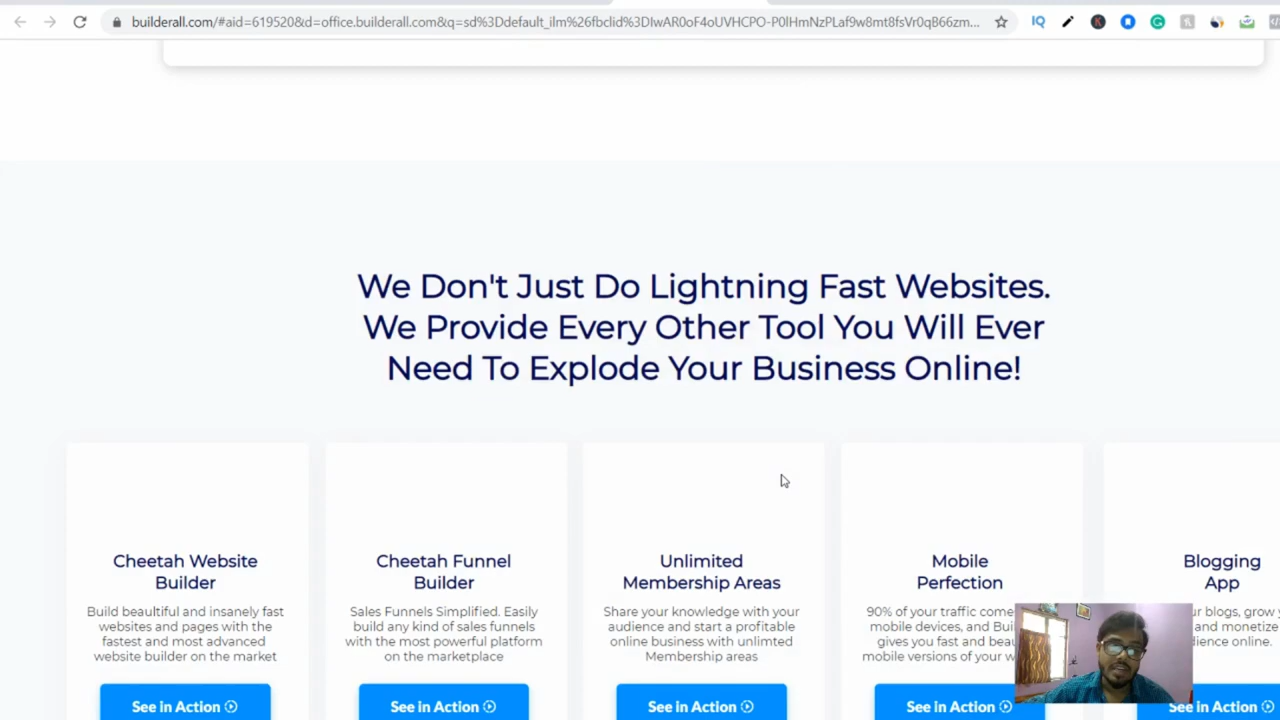 builderall.com/#aid=619520&d=office.builderall.com&q=sd%3Ddefault_ilm%26fbclid%3DIwAR0oF4oUVHCPO-P0IHmNzPLaf9w8mt8fsVr0qB66zm...
We Don't Just Do Lightning Fast Websites.
We Provide Every Other Tool You Will Ever
Need To Explode Your Business Online!
Cheetah Website
Builder
Build beaultiful and insanely fast
websites and pages with the
fastest and most advanced
website builder on the market
See in Action
Cheetah Funnel
Builder
Sales Funnels Simplified. Easily
build any kind of sales funnels
with the most powerful platform
on the marketplace
See in Action
Unlimited
Membership Areas
Share your knowledge with your
audience and start a profitable
online business with unlimted
Membership areas
See in Action
Mobile
Perfection
90% of your traffic come
mobile devices, and Bui
gives you fast and beau
mobile versions of your w
See in Action
Blogging
App
ur blogs, grow
and monetize
dience online.
See in Action